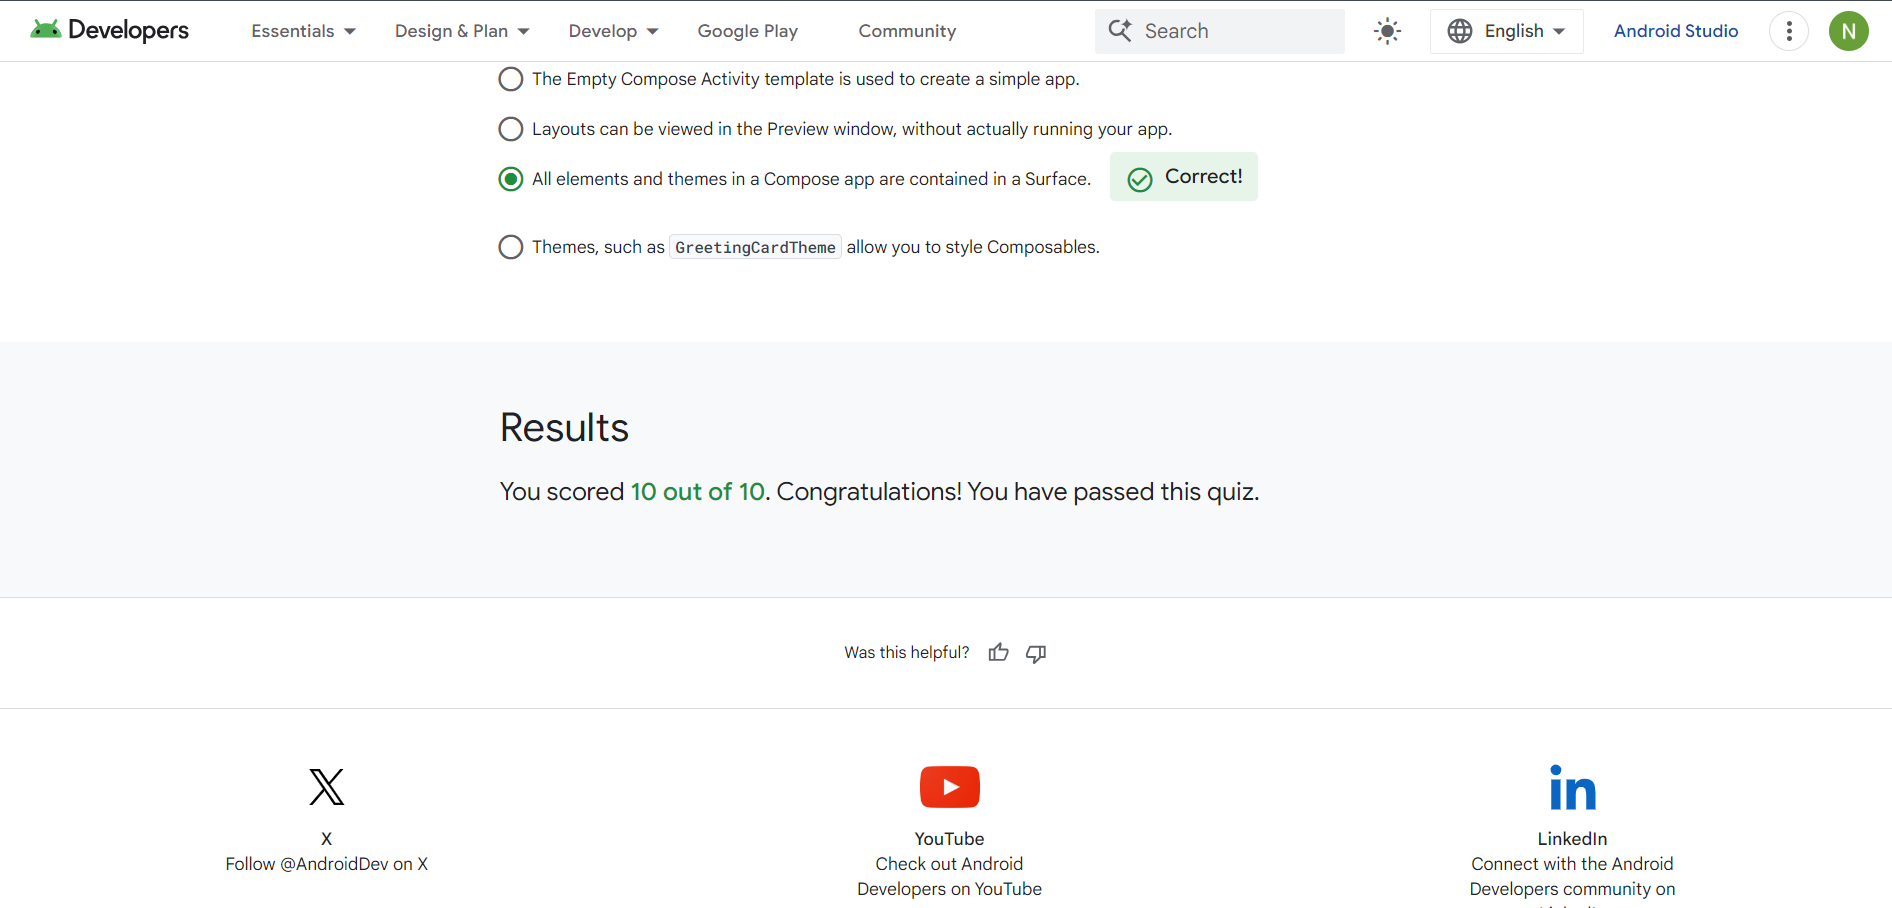 Developers Essentials Design & Plan Develop Google Play Community Search English Android Studio N
The Empty Compose Activity template is used to create a simple app.
Layouts can be viewed in the Preview window, without actually running your app.
All elements and themes in a Compose app are contained in a Surface. Correct!
Themes, such as GreetingCardTheme allow you to style Composables.
Results
You scored 10 out of 10. Congratulations! You have passed this quiz.
Was this helpful?
X
Follow @AndroidDev on X
YouTube
Check out Android
Developers on YouTube
LinkedIn
Connect with the Android
Developers community on